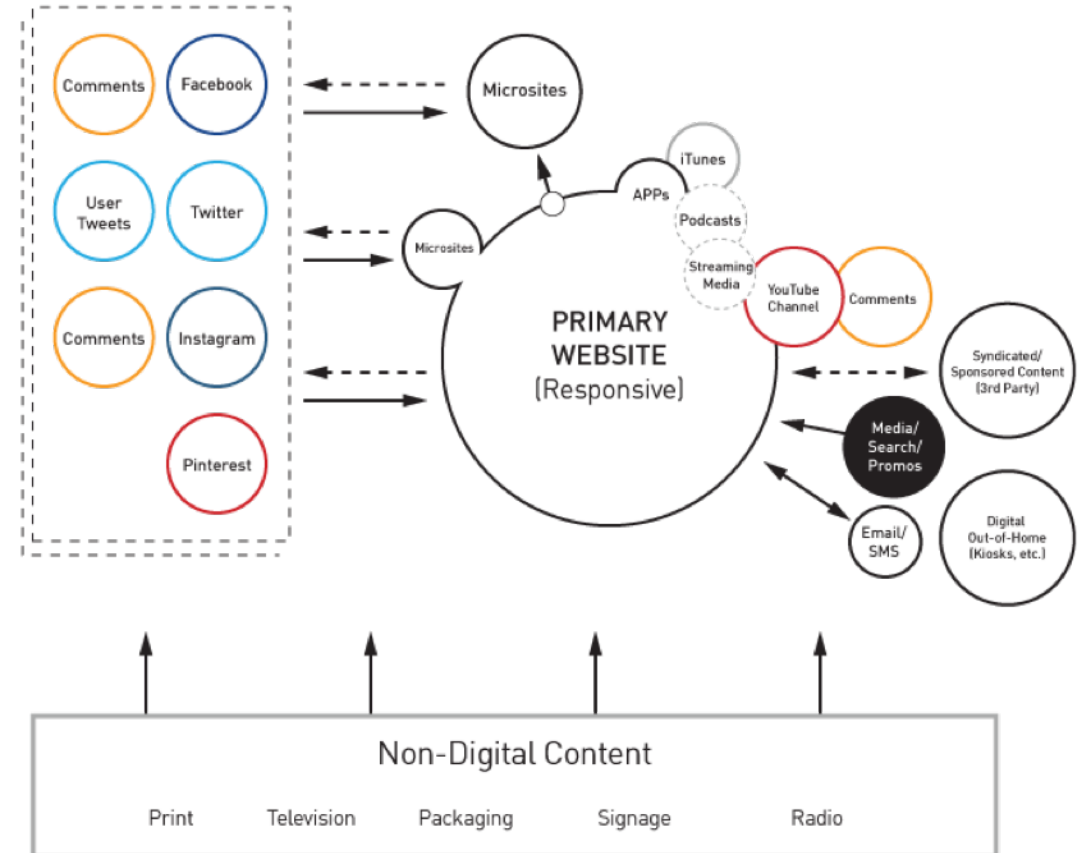 Comments
Facebook
User
Tweets
Twitter
Comments
Instagram
Pinterest
Microsites
Microsites
APPs
iTunes
Podcasts
Streaming
Media
YouTube
Channel
Comments
PRIMARY
WEBSITE
(Responsive)
Syndicated/
Sponsored Content
(3rd Party)
Media/
Search/
Promos
Email/
SMS
Digital
Out-of-Home
(Kiosks, etc.)
Non-Digital Content
Print Television Packaging Signage Radio